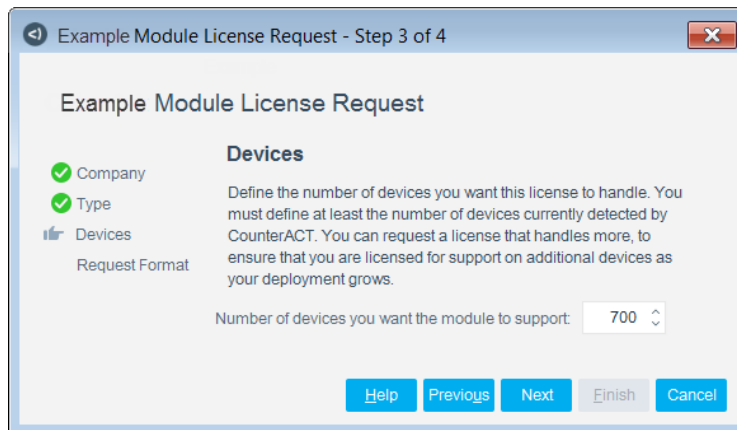 Example Module License Request - Step 3 of 4
Example Module License Request
Company
Type
Devices
Request Format
Devices
Define the number of devices you want this license to handle. You
must define at least the number of devices currently detected by
CounterACT. You can request a license that handles more, to
ensure that you are licensed for support on additional devices as
your deployment grows.
Number of devices you want the module to support: 700
Help Previous Next Finish Cancel